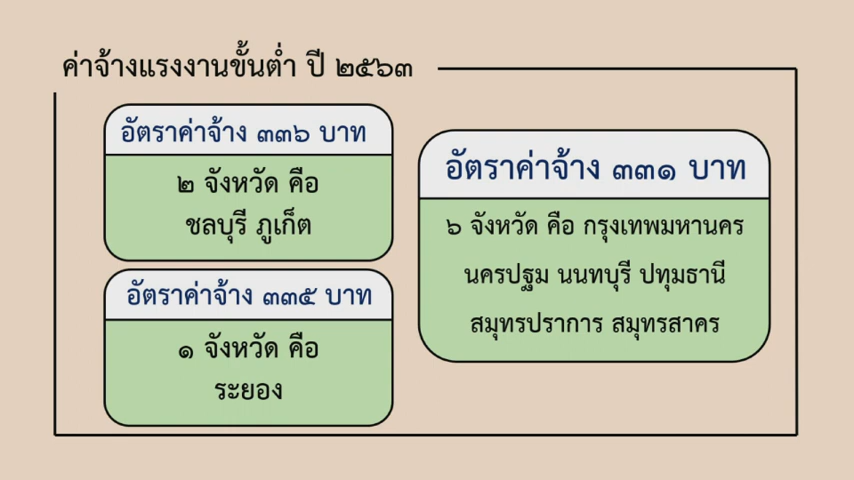 ค่าจ้างแรงงานขั้นต่ำ ปี ๒๕๖๓
อัตราค่าจ้าง ๓๓๖ บาท
๒ จังหวัด คือ
ชลบุรี ภูเก็ต
อัตราค่าจ้าง ๓๓๕ บาท
๑ จังหวัด คือ
ระยอง
อัตราค่าจ้าง ๓๓๑ บาท
๖ จังหวัด คือ กรุงเทพมหานคร
นครปฐม นนทบุรี ปทุมธานี
สมุทรปราการ สมุทรสาคร